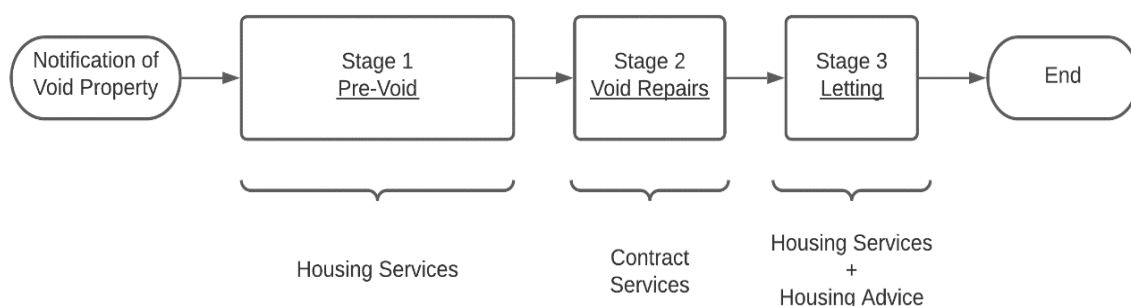 Notification of
Void Property
Stage 1
Pre-Void
Stage 2
Void Repairs
Stage 3
Letting
End
Housing Services
Contract
Services
Housing Services
+
Housing Advice